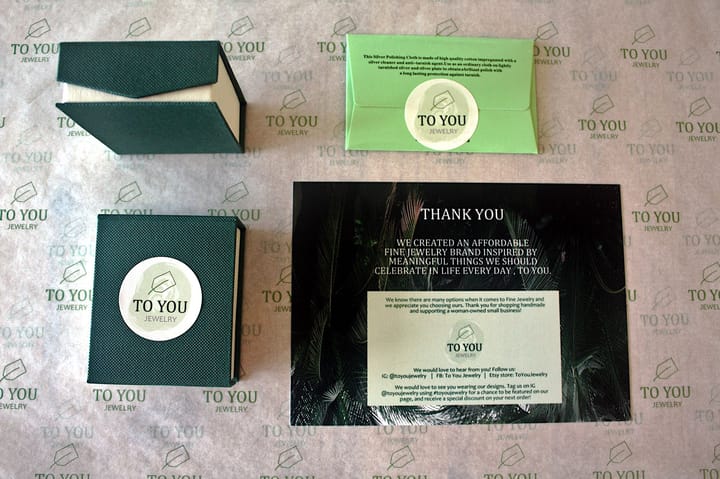 This Silver Polishing Cloth is made of high quality cotton impregnated with a
silver cleaner and anti-tarnish agent.Use as an ordinary cloth on lightly
tarnished silver and silver plate to obtain brilliant polish with
a long lasting protection against tarnish.
TO YOU
JEWELRY
TO YOU
JEWELRY
THANK YOU
WE CREATED AN AFFORDABLE
FINE JEWELRY BRAND INSPIRED BY
MEANINGFUL THINGS WE SHOULD
CELEBRATE IN LIFE EVERY DAY , TO YOU.
We know there are many options when it comes to Fine Jewelry and
we appreciate you choosing ours. Thank you for shopping handmade
and supporting a woman-owned small business!
TO YOU
JEWELRY
We would love to hear from you! Follow us:
IG: @toyoujewelry | FB: To You Jewelry | Etsy store: ToYouJewelry
We would love to see you wearing our designs. Tag us on IG
@toyoujewelry using #toyoujewelry for a chance to be featured on our
page, and receive a special discount on your next order!